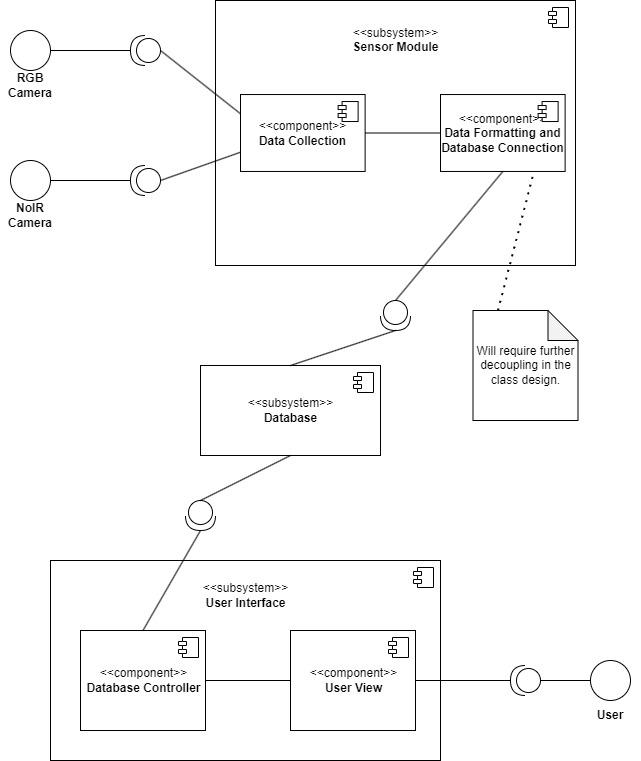 <<subsystem>>
Sensor Module
RGB
Camera
<<component>>
Data Collection
<<component>>
Data Formatting and
Database Connection
NoIR
Camera
Will require further
decoupling in the
class design.
<<subsystem>>
Database
<<subsystem>>
User Interface
<<component>>
Database Controller
<<component>>
User View
User